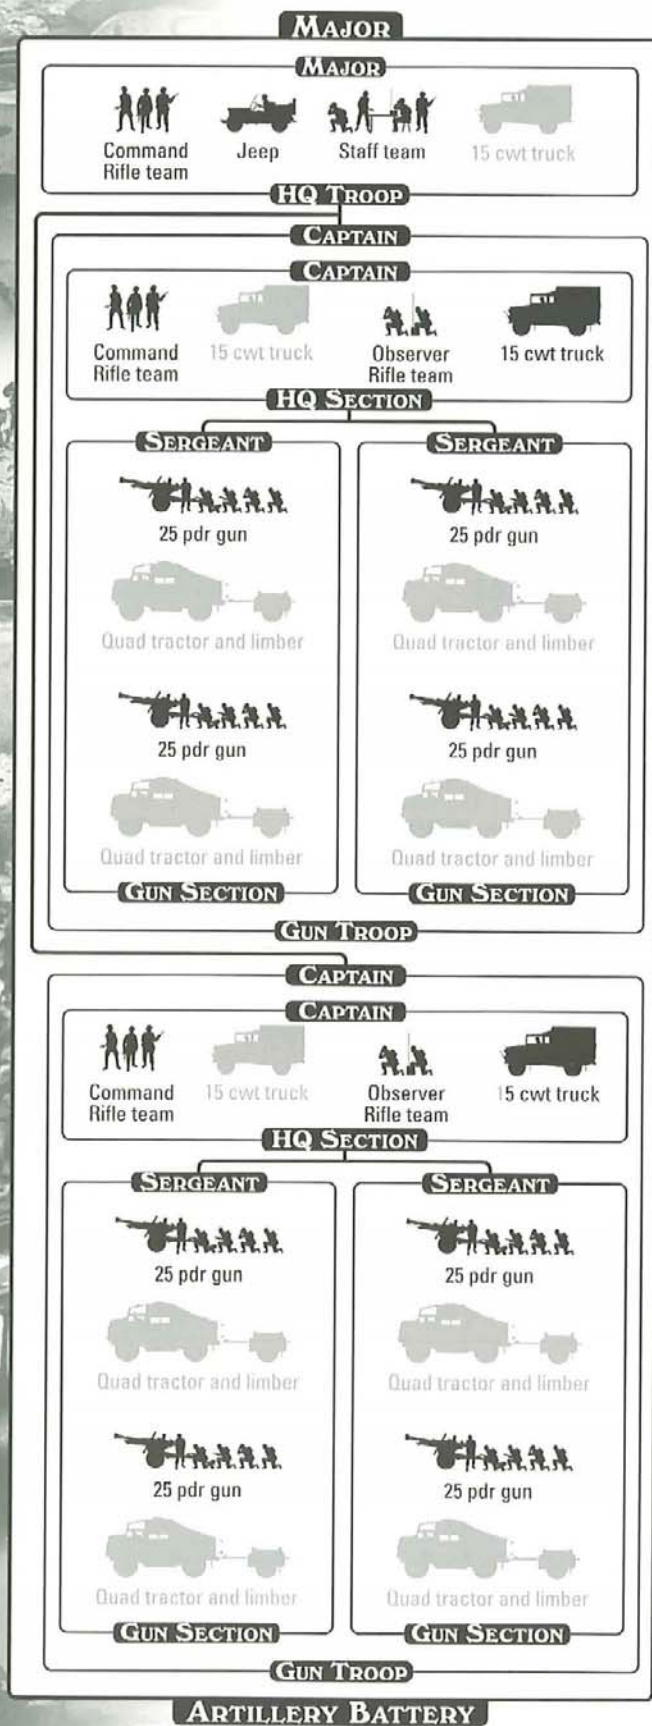 MAJOR
MAJOR
Command
Rifle team
Jeep
Staff team
15 cwt truck
HQ TROOP
CAPTAIN
CAPTAIN
Command
Rifle team
15 cwt truck
Observer
Rifle team
15 cwt truck
HQ SECTION
SERGEANT
25 pdr gun
Quad tractor and limber
25 pdr gun
Quad tractor and limber
GUN SECTION
SERGEANT
25 pdr gun
Quad tractor and limber
25 pdr gun
Quad tractor and limber
GUN SECTION
GUN TROOP
CAPTAIN
CAPTAIN
Command
Rifle team
15 cwt truck
Observer
Rifle team
15 cwt truck
HQ SECTION
SERGEANT
25 pdr gun
Quad tractor and limber
25 pdr gun
Quad tractor and limber
GUN SECTION
SERGEANT
25 pdr gun
Quad tractor and limber
25 pdr gun
Quad tractor and limber
GUN SECTION
GUN TROOP
ARTILLERY BATTERY